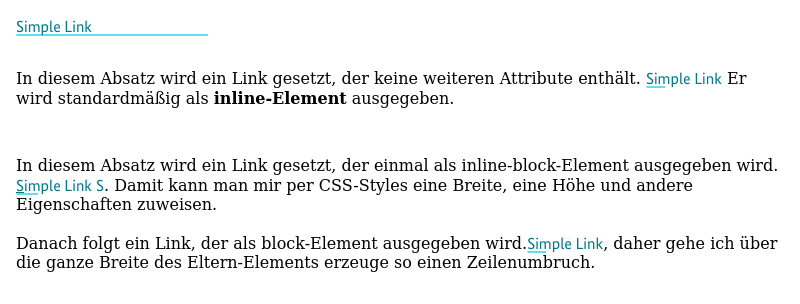 Simple Link
In diesem Absatz wird ein Link gesetzt, der keine weiteren Attribute enthält. Simple Link Er
wird standardmäßig als inline-Element ausgegeben.
In diesem Absatz wird ein Link gesetzt, der einmal als inline-block-Element ausgegeben wird.
Simple Link S. Damit kann man mir per CSS-Styles eine Breite, eine Höhe und andere
Eigenschaften zuweisen.
Danach folgt ein Link, der als block-Element ausgegeben wird.Simple Link, daher gehe ich über
die ganze Breite des Eltern-Elements erzeuge so einen Zeilenumbruch.